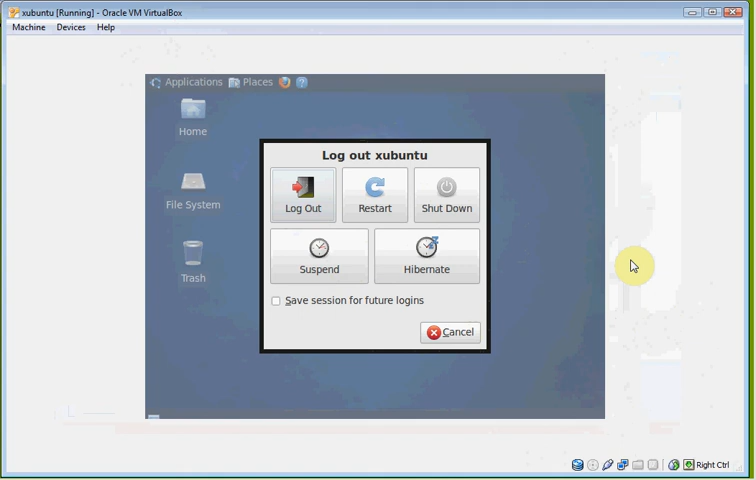 xubuntu [Running] - Oracle VM VirtualBox
Machine Devices Help
Applications Places
Home
File System
Trash
Log out xubuntu
Log Out Restart Shut Down
Suspend Hibernate
Save session for future logins
Cancel
Right Ctrl